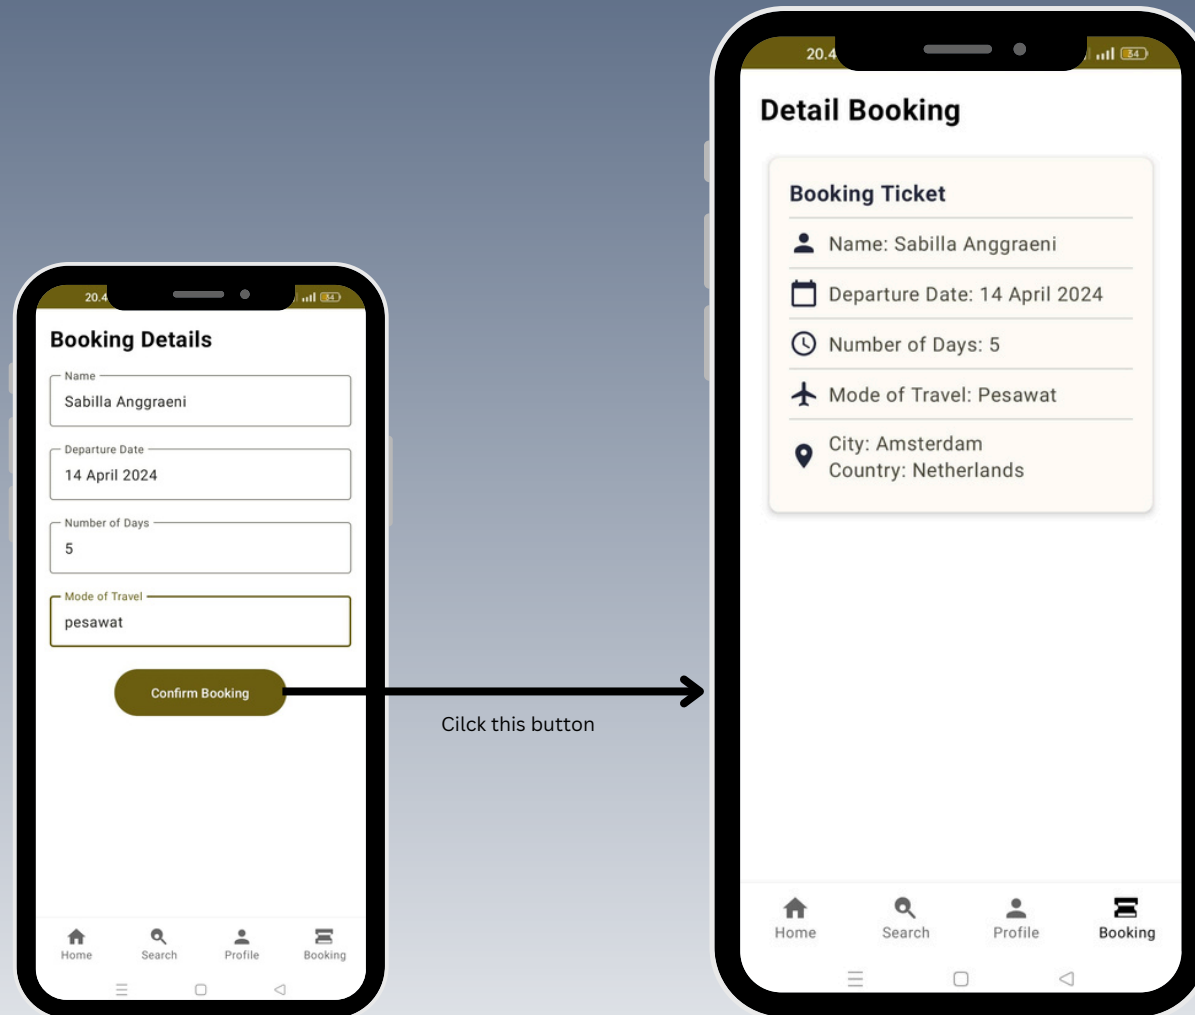 20.4
54
Booking Details
Name
Sabilla Anggraeni
Departure Date
14 April 2024
Number of Days
5
Mode of Travel
pesawat
Confirm Booking
Home
Search
Profile
Booking
Cilck this button
20.4
54
Detail Booking
Booking Ticket
Name: Sabilla Anggraeni
Departure Date: 14 April 2024
Number of Days: 5
Mode of Travel: Pesawat
City: Amsterdam
Country: Netherlands
Home
Search
Profile
Booking